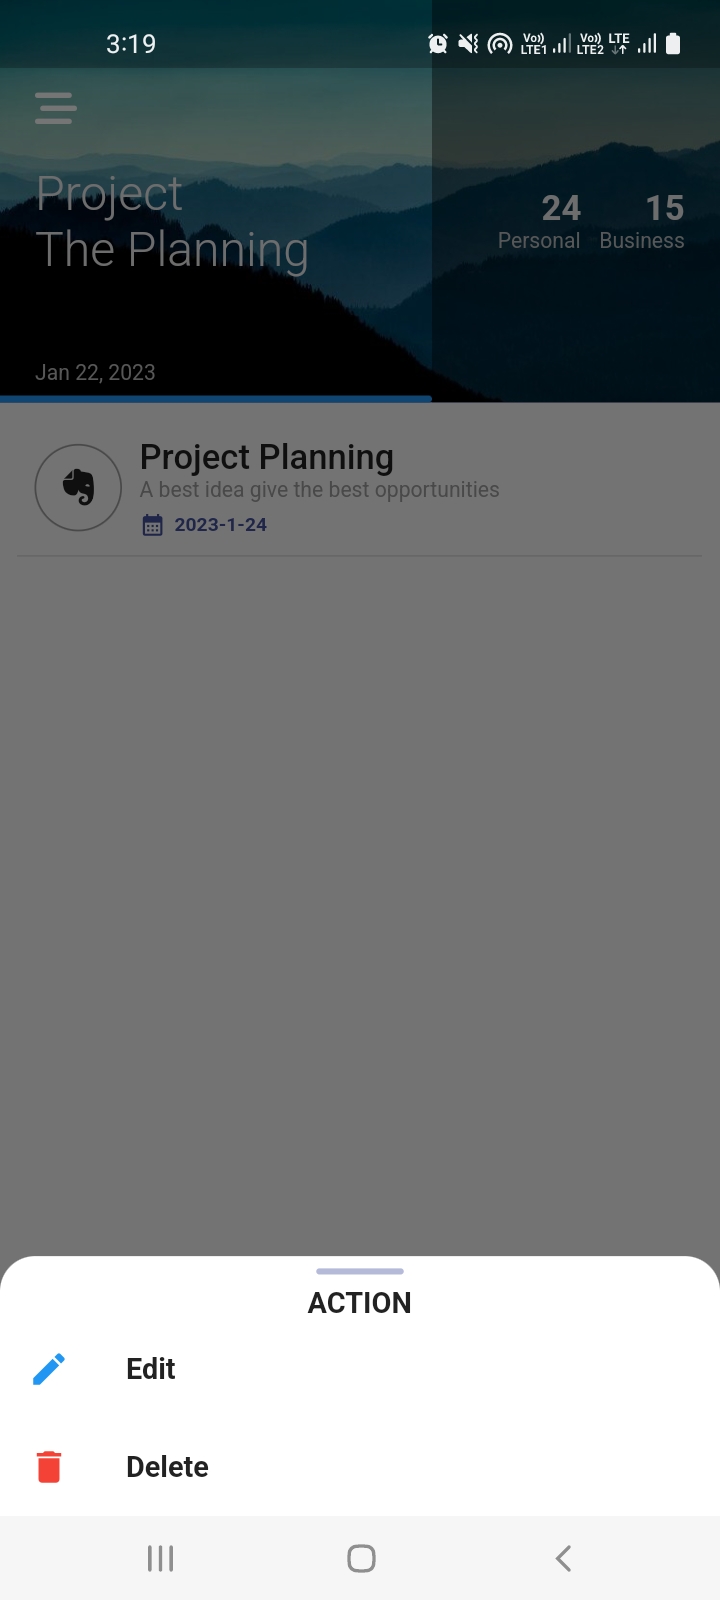 3:19
Vo))
LTE1
Vo))
LTE2
LTE
Project
The Planning
24
Personal
15
Business
Jan 22, 2023
Project Planning
A best idea give the best opportunities
2023-1-24
ACTION
Edit
Delete